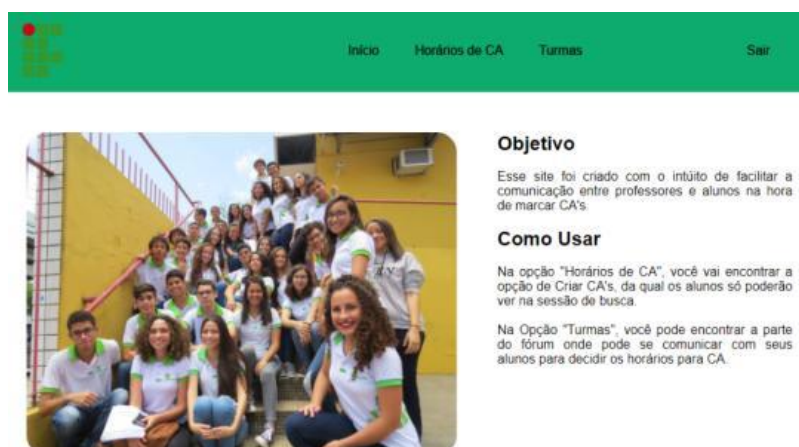 Início Horários de CA Turmas Sair
Objetivo
Esse site foi criado com o intúito de facilitar a
comunicação entre professores e alunos na hora
de marcar CA's.
Como Usar
Na opção "Horários de CA", você vai encontrar a
opção de Criar CA's, da qual os alunos só poderão
ver na sessão de busca.
Na Opção "Turmas", você pode encontrar a parte
do fórum onde pode se comunicar com seus
alunos para decidir os horários para CA.